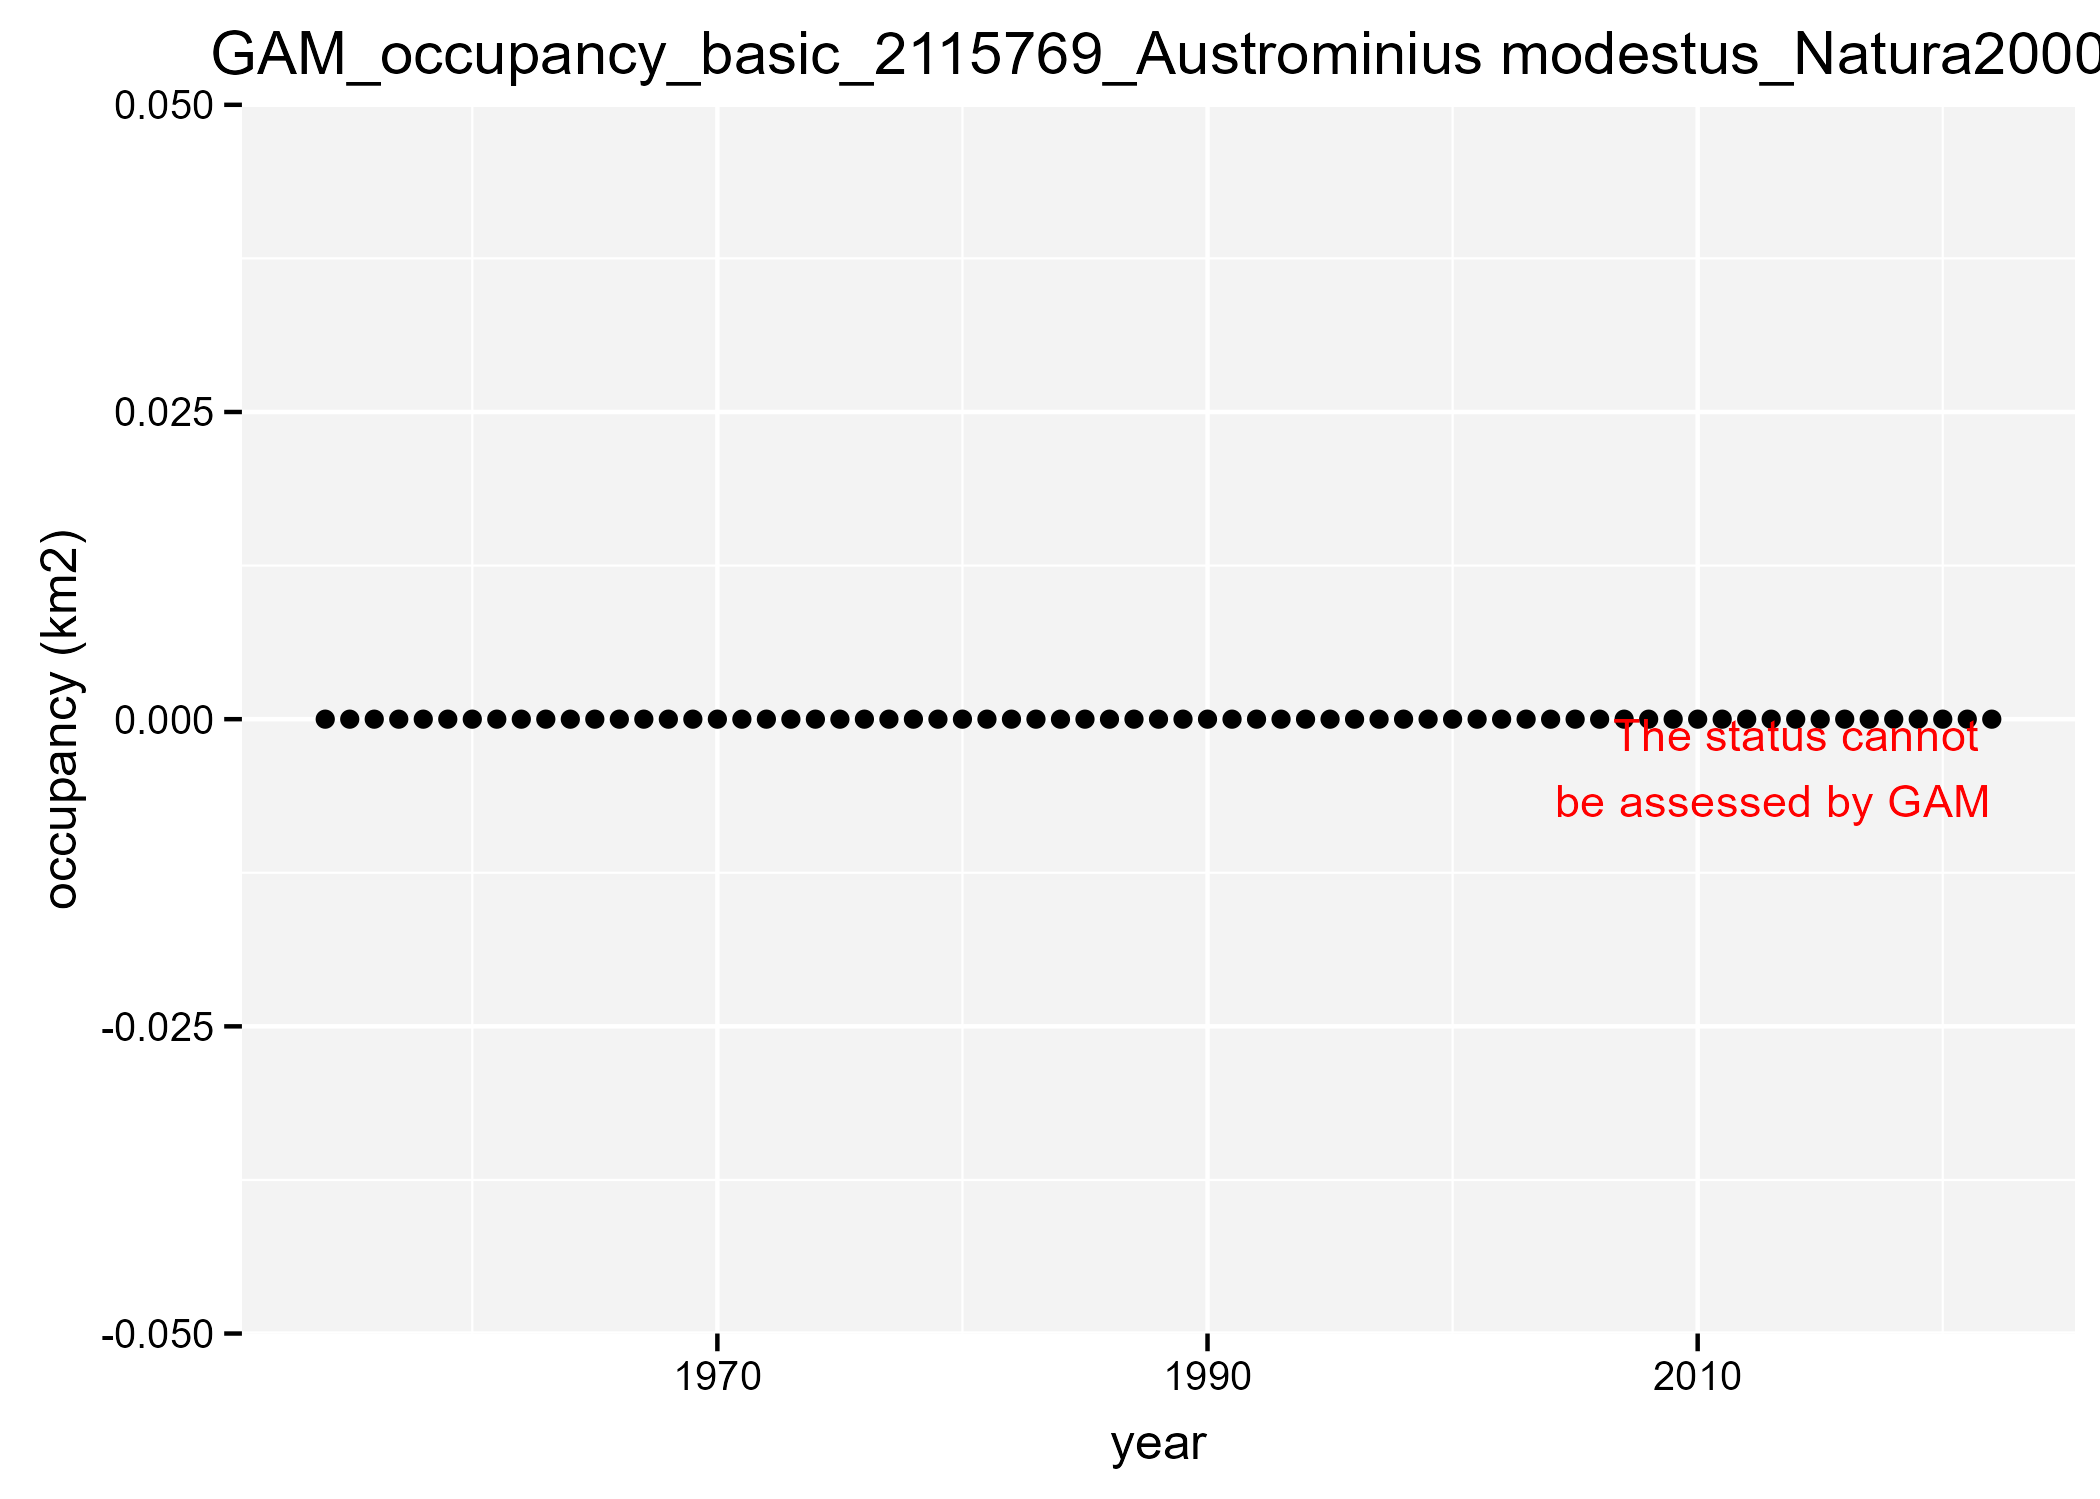 GAM_occupancy_basic_2115769_Austrominius modestus_Natura2000
0.050
0.025
0.000
-0.025
-0.050
occupancy (km2)
The status cannot
be assessed by GAM
1970 1990 2010
year